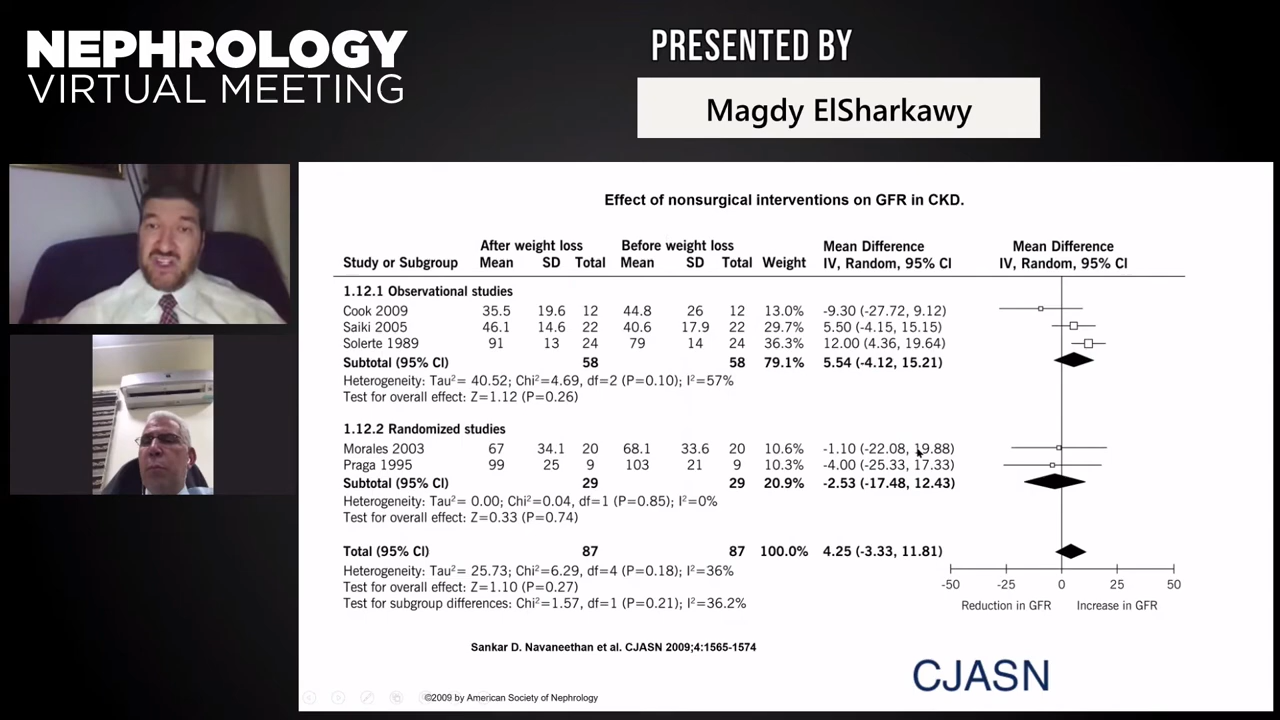 NEPHROLOGY
VIRTUAL MEETING
PRESENTED BY
Magdy ElSharkawy
Effect of nonsurgical interventions on GFR in CKD.
After weight loss Before weight loss Mean Difference Mean Difference
Study or Subgroup Mean SD Total Mean SD Total Weight IV, Random, 95% CI IV, Random, 95% CI
1.12.1 Observational studies
Cook 2009 35.5 19.6 12 44.8 26 12 13.0% -9.30 (-27.72, 9.12)
Saiki 2005 46.1 14.6 22 40.6 17.9 22 29.7% 5.50 (-4.15, 15.15)
Solerte 1989 91 13 24 79 14 24 36.3% 12.00 (4.36, 19.64)
Subtotal (95% CI) 58 58 79.1% 5.54 (-4.12, 15.21)
Heterogeneity: Tau²= 40.52; Chi²=4.69, df=2 (P=0.10); I²=57%
Test for overall effect: Z=1.12 (P=0.26)
1.12.2 Randomized studies
Morales 2003 67 34.1 20 68.1 33.6 20 10.6% -1.10 (-22.08, 19.88)
Praga 1995 99 25 9 103 21 9 10.3% -4.00 (-25.33, 17.33)
Subtotal (95% CI) 29 29 20.9% -2.53 (-17.48, 12.43)
Heterogeneity: Tau²= 0.00; Chi²=0.04, df=1 (P=0.85); I²=0%
Test for overall effect: Z=0.33 (P=0.74)
Total (95% CI) 87 87 100.0% 4.25 (-3.33, 11.81)
Heterogeneity: Tau²= 25.73; Chi²=6.29, df=4 (P=0.18); I²=36%
Test for overall effect: Z=1.10 (P=0.27)
Test for subgroup differences: Chi²=1.57, df=1 (P=0.21); I²=36.2%
-50 -25 0 25 50
Reduction in GFR Increase in GFR
Sankar D. Navaneethan et al. CJASN 2009;4:1565-1574
CJASN
©2009 by American Society of Nephrology